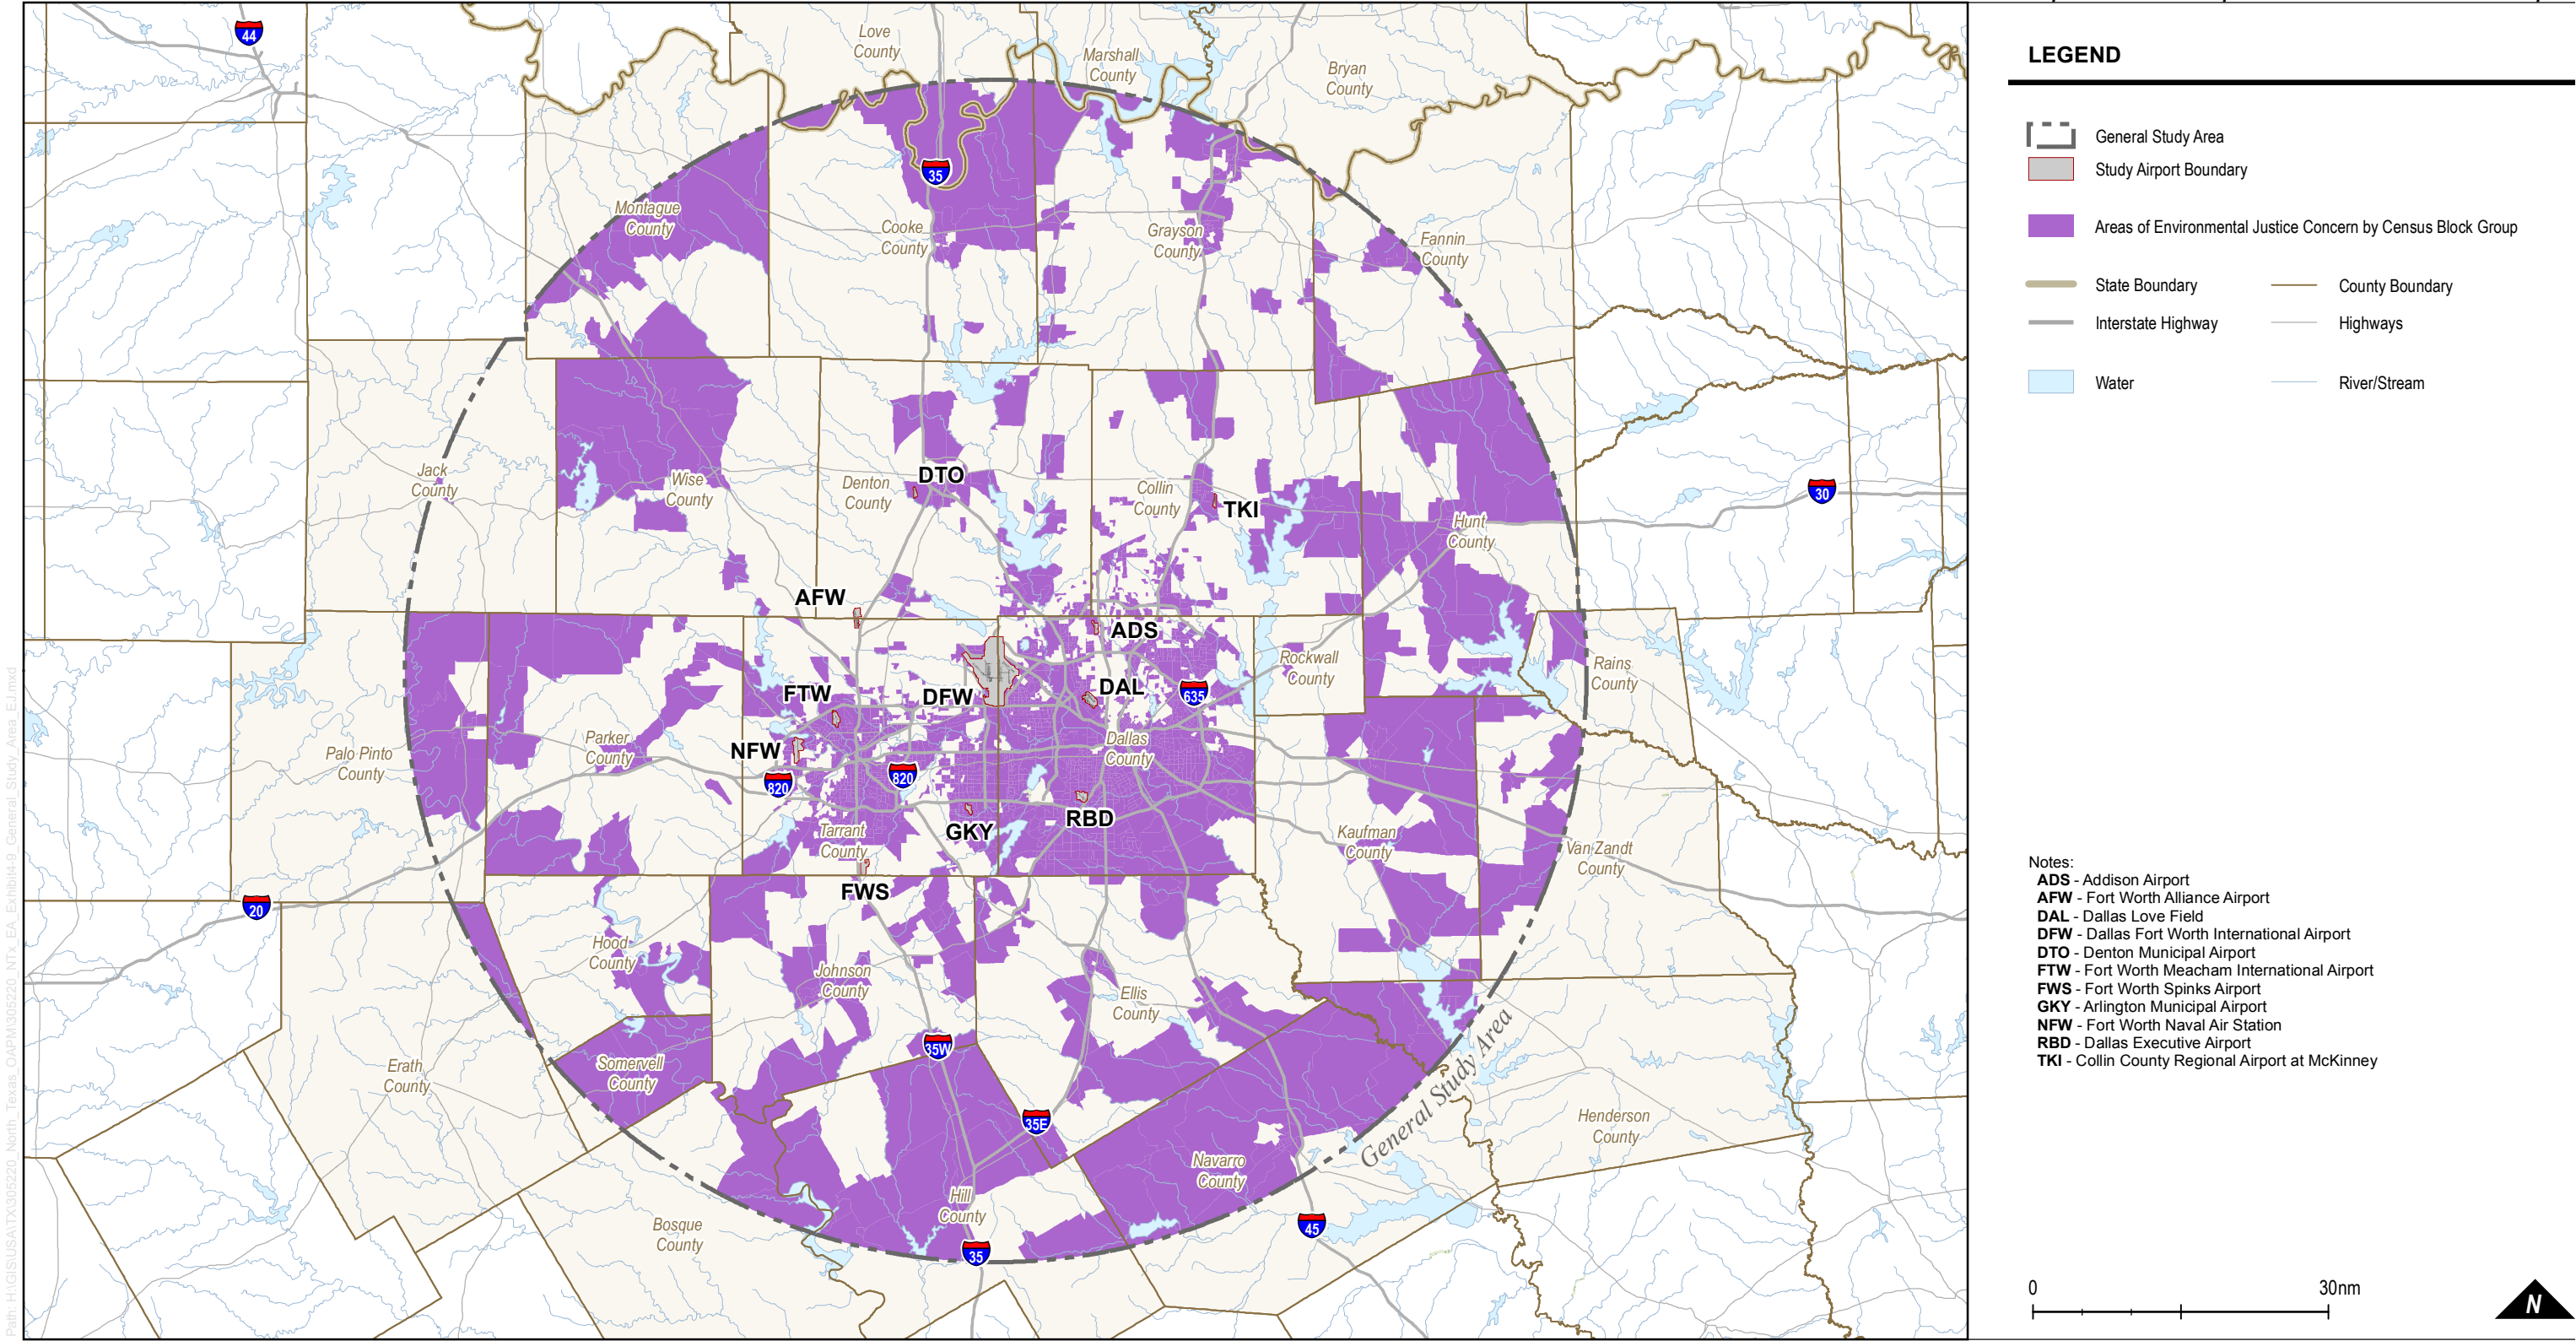 44
Love
County
Marshall
County
Bryan
County
35
Montague
County
Cooke
County
Grayson
County
Fannin
County
Jack
County
Wise
County
DTO
Denton
County
Collin
County
TKI
30
Hunt
County
AFW
ADS
Rockwall
County
Rains
County
FTW
DFW
DAL
635
Palo Pinto
County
Parker
County
NFW
820
820
Dallas
County
GKY
RBD
Tarrant
County
Kaufman
County
Van Zandt
County
FWS
20
Hood
County
Johnson
County
Ellis
County
35W
Erath
County
Somervell
County
35E
General Study Area
Henderson
County
Navarro
County
Hill
County
Bosque
County
35
45
Path: H:\GIS\USA\TX\305220_North_Texas_OAPM\305220_NTx_EA_Exhibit4-9_General_Study_Area_EJ.mxd
LEGEND
General Study Area
Study Airport Boundary
Areas of Environmental Justice Concern by Census Block Group
State Boundary
County Boundary
Interstate Highway
Highways
Water
River/Stream
Notes:
ADS - Addison Airport
AFW - Fort Worth Alliance Airport
DAL - Dallas Love Field
DFW - Dallas Fort Worth International Airport
DTO - Denton Municipal Airport
FTW - Fort Worth Meacham International Airport
FWS - Fort Worth Spinks Airport
GKY - Arlington Municipal Airport
NFW - Fort Worth Naval Air Station
RBD - Dallas Executive Airport
TKI - Collin County Regional Airport at McKinney
0 30nm
N